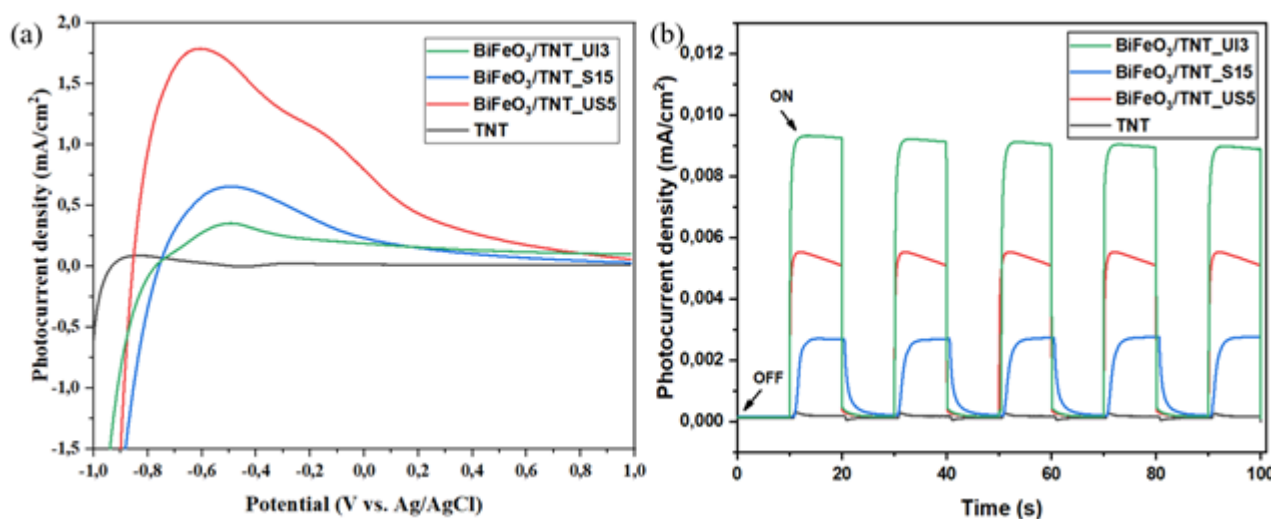 (a)
Photocurrent density (mA/cm²)
2,0
1,5
1,0
0,5
0,0
-0,5
-1,0
-1,5
BiFeO₃/TNT_UI3
BiFeO₃/TNT_S15
BiFeO₃/TNT_US5
TNT
-1,0 -0,8 -0,6 -0,4 -0,2 0,0 0,2 0,4 0,6 0,8 1,0
Potential (V vs. Ag/AgCl)
(b)
Photocurrent density (mA/cm²)
0,012
0,010
0,008
0,006
0,004
0,002
0,000
BiFeO₃/TNT_UI3
BiFeO₃/TNT_S15
BiFeO₃/TNT_US5
TNT
ON
OFF
0 20 40 60 80 100
Time (s)